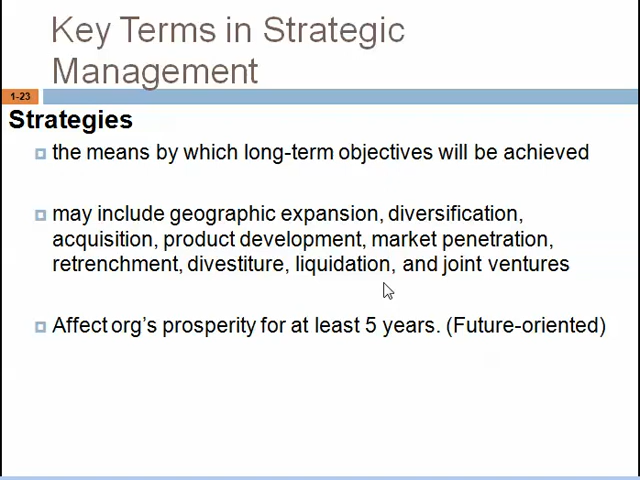 Key Terms in Strategic
Management
1-23
Strategies
the means by which long-term objectives will be achieved
may include geographic expansion, diversification,
acquisition, product development, market penetration,
retrenchment, divestiture, liquidation, and joint ventures
Affect org’s prosperity for at least 5 years. (Future-oriented)